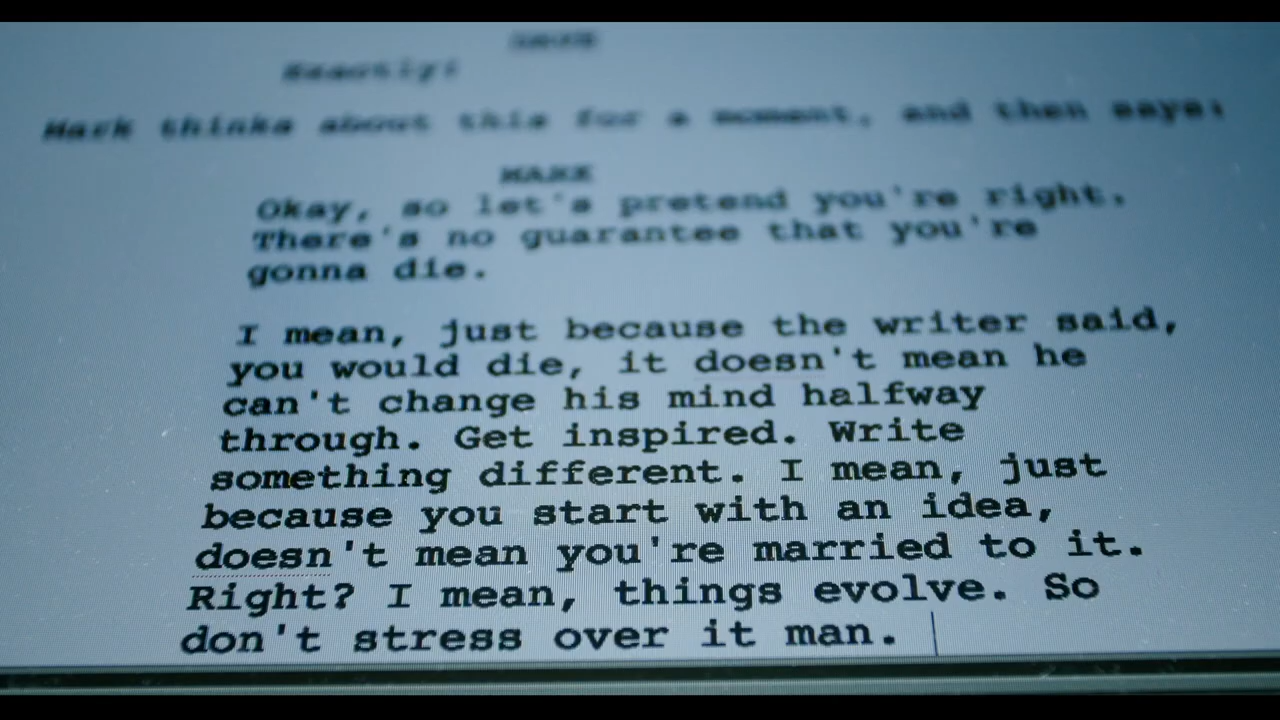 Exactly!
Mark thinks about this for a moment, and then says:
MARK
Okay, so let's pretend you're right.
There's no guarantee that you're
gonna die.
I mean, just because the writer said,
you would die, it doesn't mean he
can't change his mind halfway
through. Get inspired. Write
something different. I mean, just
because you start with an idea,
doesn't mean you're married to it.
Right? I mean, things evolve. So
don't stress over it man.